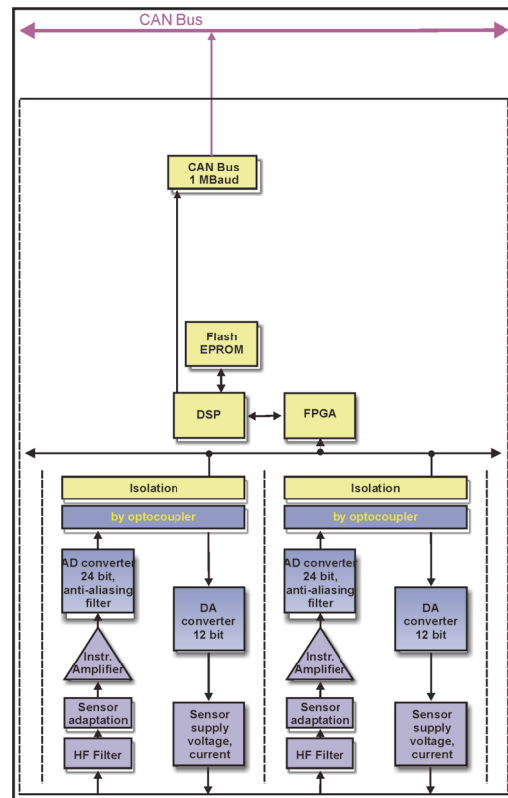 CAN Bus
CAN Bus
1 MBaud
Flash
EPROM
DSP
FPGA
Isolation
by optocoupler
AD converter
24 bit,
anti-aliasing
filter
Instr.
Amplifier
Sensor
adaptation
HF Filter
DA
converter
12 bit
Sensor
supply
voltage,
current
Isolation
by optocoupler
AD converter
24 bit,
anti-aliasing
filter
Instr.
Amplifier
Sensor
adaptation
HF Filter
DA
converter
12 bit
Sensor
supply
voltage,
current